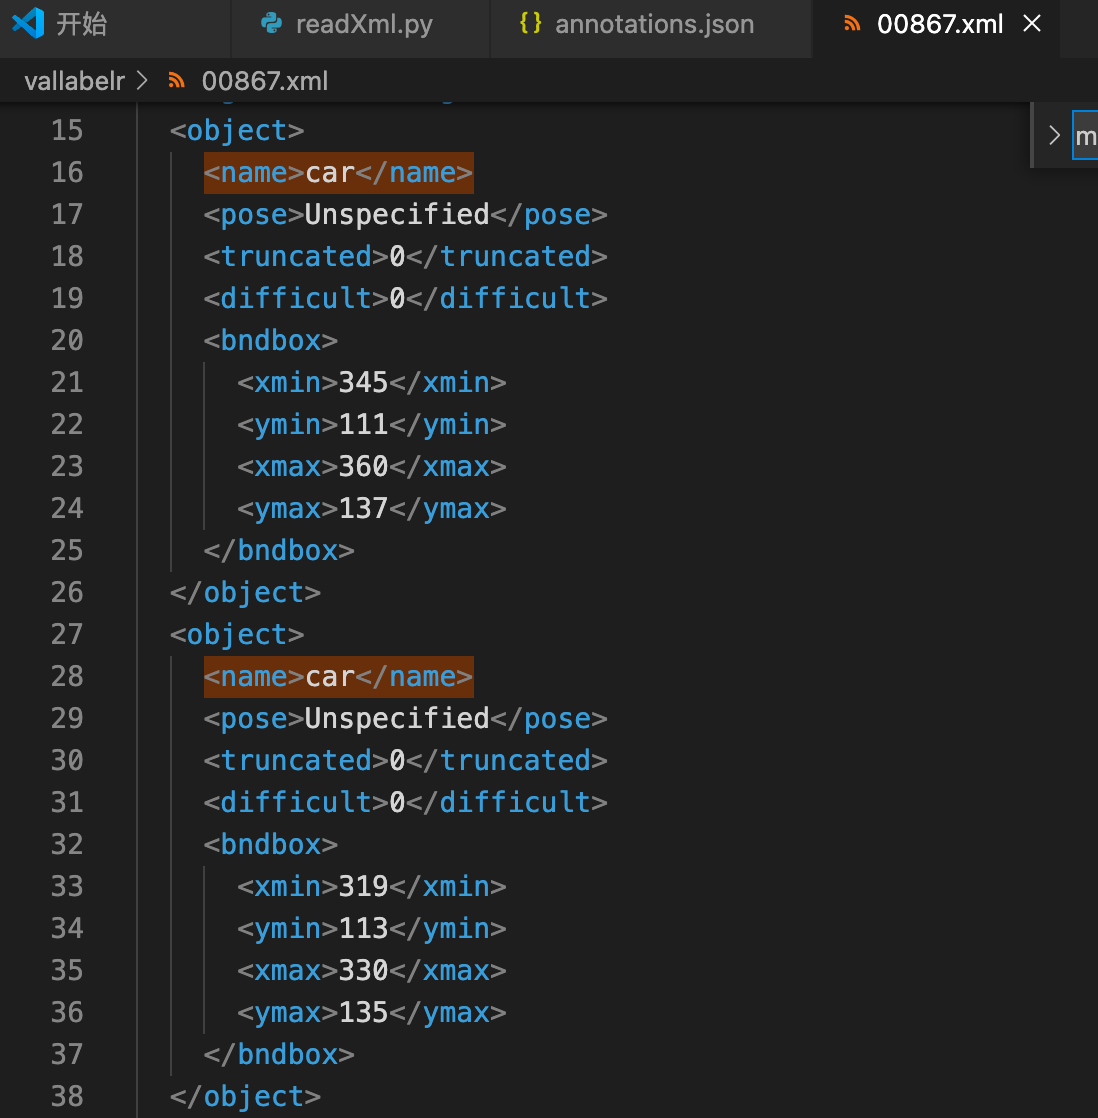 开始 readXml.py {} annotations.json 00867.xml
vallabelr > 00867.xml
15 <object>
m
16 <name>car</name>
17 <pose>Unspecified</pose>
18 <truncated>0</truncated>
19 <difficult>0</difficult>
20 <bndbox>
21 <xmin>345</xmin>
22 <ymin>111</ymin>
23 <xmax>360</xmax>
24 <ymax>137</ymax>
25 </bndbox>
26 </object>
27 <object>
28 <name>car</name>
29 <pose>Unspecified</pose>
30 <truncated>0</truncated>
31 <difficult>0</difficult>
32 <bndbox>
33 <xmin>319</xmin>
34 <ymin>113</ymin>
35 <xmax>330</xmax>
36 <ymax>135</ymax>
37 </bndbox>
38 </object>